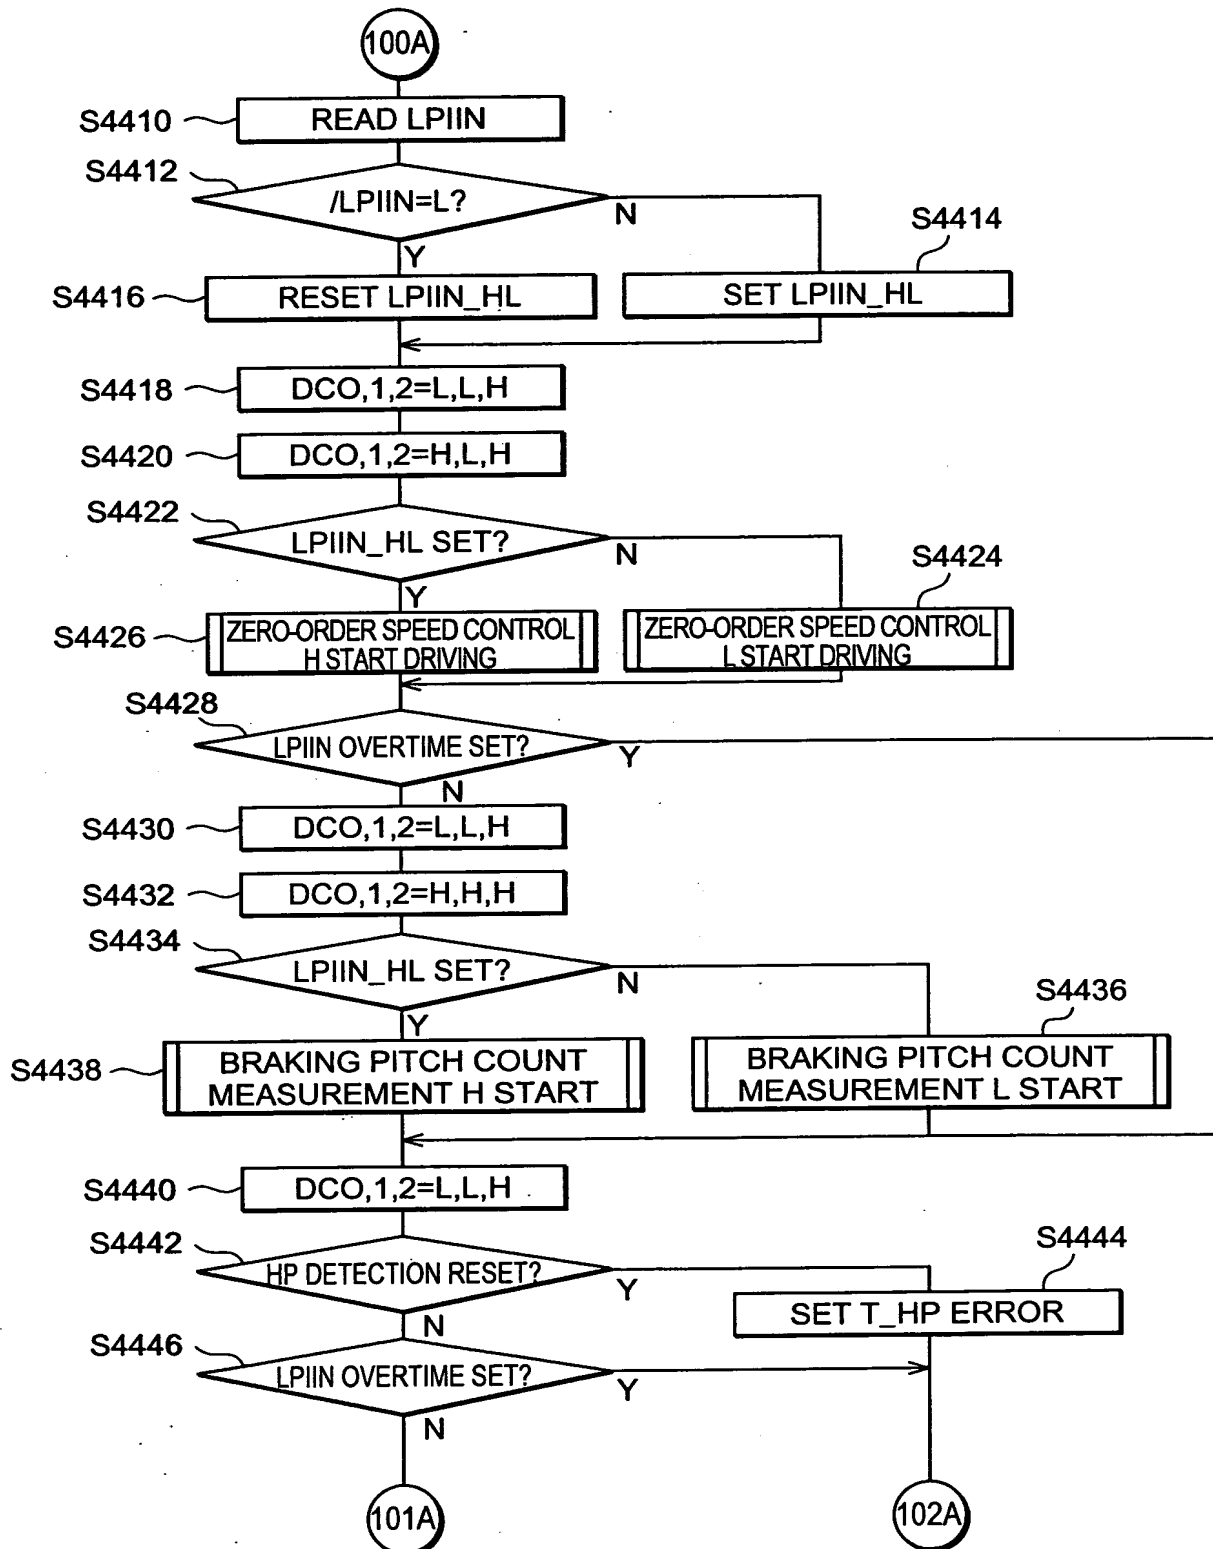 100A
S4410
READ LPIIN
S4412
/LPIIN=L?
N
Y
S4414
S4416
RESET LPIIN_HL
SET LPIIN_HL
S4418
DCO,1,2=L,L,H
S4420
DCO,1,2=H,L,H
S4422
LPIIN_HL SET?
N
Y
S4424
S4426
ZERO-ORDER SPEED CONTROL
H START DRIVING
ZERO-ORDER SPEED CONTROL
L START DRIVING
S4428
LPIIN OVERTIME SET?
Y
N
S4430
DCO,1,2=L,L,H
S4432
DCO,1,2=H,H,H
S4434
LPIIN_HL SET?
N
Y
S4436
S4438
BRAKING PITCH COUNT
MEASUREMENT H START
BRAKING PITCH COUNT
MEASUREMENT L START
S4440
DCO,1,2=L,L,H
S4442
HP DETECTION RESET?
Y
N
S4444
SET T_HP ERROR
S4446
LPIIN OVERTIME SET?
Y
N
101A
102A